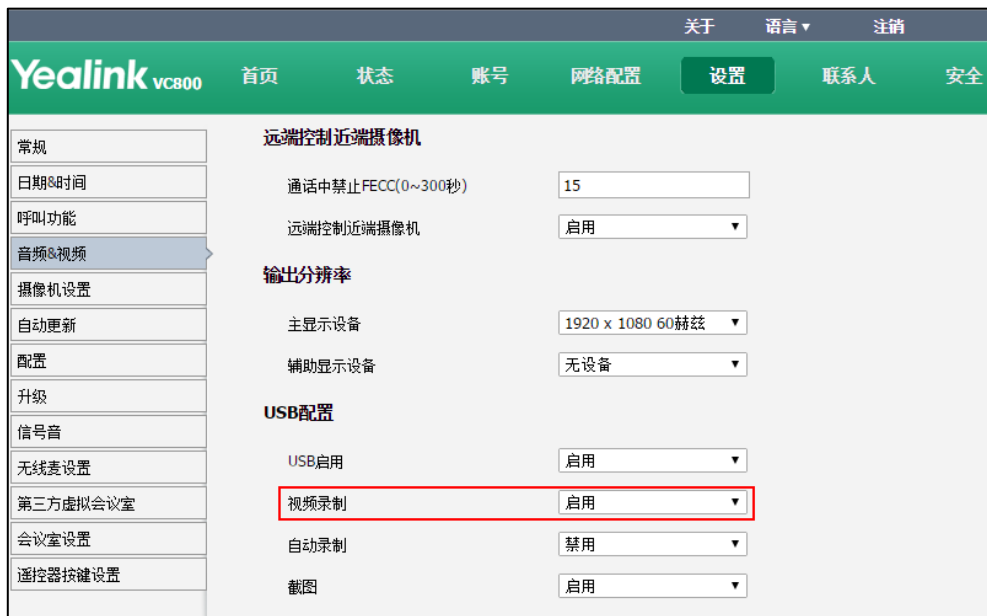 关于 语言▼ 注销
Yealink VC800 首页 状态 账号 网络配置 设置 联系人 安全
常规
日期&时间
呼叫功能
音频&视频
摄像机设置
自动更新
配置
升级
信号音
无线麦设置
第三方虚拟会议室
会议室设置
遥控器按键设置
远端控制近端摄像机
通话中禁止FECC(0~300秒) 15
远端控制近端摄像机 启用
输出分辨率
主显示设备 1920 x 1080 60赫兹
辅助显示设备 无设备
USB配置
USB启用 启用
视频录制 启用
自动录制 禁用
截图 启用